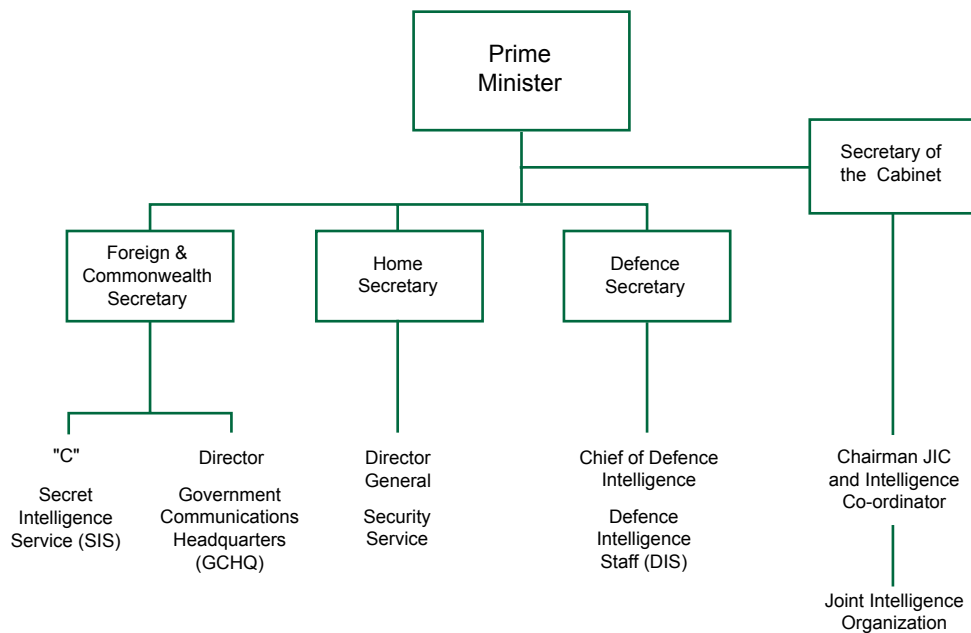 Prime
Minister
Secretary of
the Cabinet
Foreign &
Commonwealth
Secretary
Home
Secretary
Defence
Secretary
"C"
Secret
Intelligence
Service (SIS)
Director
Government
Communications
Headquarters
(GCHQ)
Director
General
Security
Service
Chief of Defence
Intelligence
Defence
Intelligence
Staff (DIS)
Chairman JIC
and Intelligence
Co-ordinator
Joint Intelligence
Organization